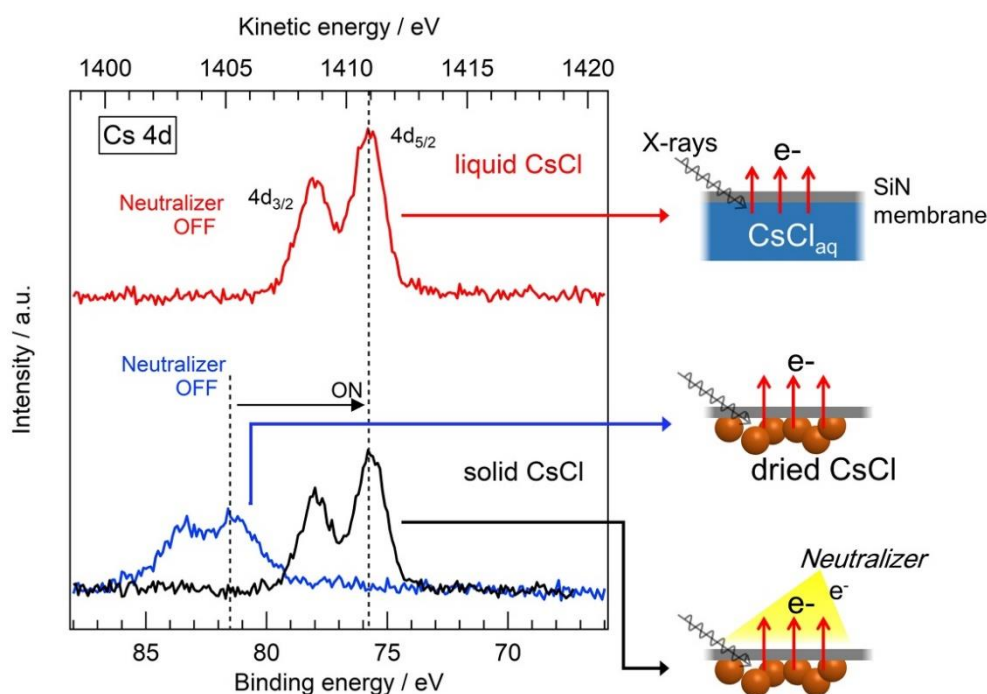 Kinetic energy / eV
1400 1405 1410 1415 1420
Cs 4d
4d5/2
4d3/2
liquid CsCl
Neutralizer
OFF
X-rays
e-
SiN
membrane
CsClaq
Intensity / a.u.
Neutralizer
OFF
ON
e-
dried CsCl
solid CsCl
Neutralizer
e-
e-
85 80 75 70
Binding energy / eV